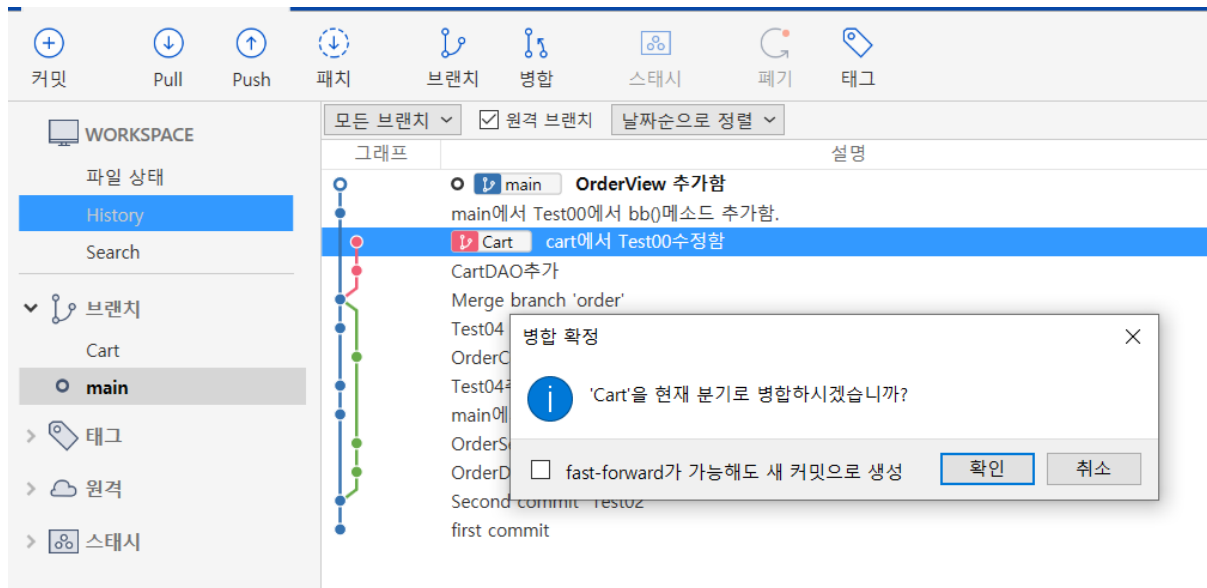 커밋 Pull Push 패치 브랜치 병합 스태시 폐기 태그
WORKSPACE
파일 상태
History
Search
브랜치
Cart
main
태그
원격
스태시
모든 브랜치 원격 브랜치 날짜순으로 정렬
그래프 설명
main OrderView 추가함
main에서 Test00에서 bb()메소드 추가함.
Cart cart에서 Test00수정함
CartDAO추가
Merge branch 'order'
Test04
OrderC
Test04
main에
OrderS
OrderD
Second commit Test02
first commit
병합 확정
'Cart'을 현재 분기로 병합하시겠습니까?
fast-forward가 가능해도 새 커밋으로 생성 확인 취소